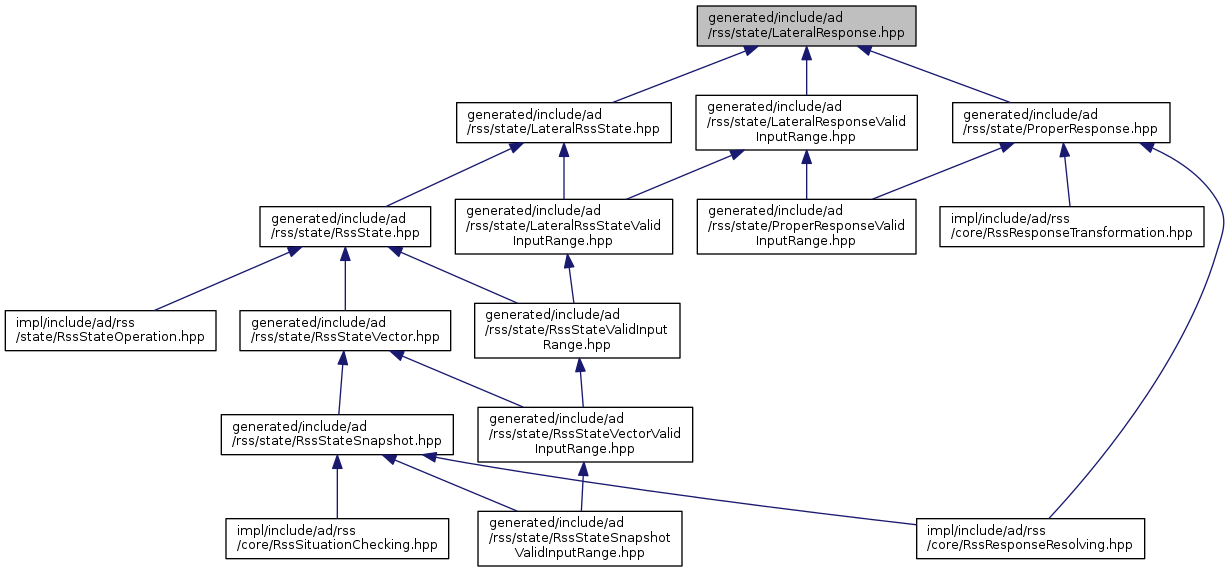 generated/include/ad
/rss/state/LateralResponse.hpp
generated/include/ad
/rss/state/LateralRssState.hpp
generated/include/ad
/rss/state/LateralResponseValid
InputRange.hpp
generated/include/ad
/rss/state/ProperResponse.hpp
generated/include/ad
/rss/state/RssState.hpp
generated/include/ad
/rss/state/LateralRssStateValid
InputRange.hpp
generated/include/ad
/rss/state/ProperResponseValid
InputRange.hpp
impl/include/ad/rss
/core/RssResponseTransformation.hpp
impl/include/ad/rss
/state/RssStateOperation.hpp
generated/include/ad
/rss/state/RssStateVector.hpp
generated/include/ad
/rss/state/RssStateValidInput
Range.hpp
generated/include/ad
/rss/state/RssStateSnapshot.hpp
generated/include/ad
/rss/state/RssStateVectorValid
InputRange.hpp
impl/include/ad/rss
/core/RssSituationChecking.hpp
generated/include/ad
/rss/state/RssStateSnapshot
ValidInputRange.hpp
impl/include/ad/rss
/core/RssResponseResolving.hpp